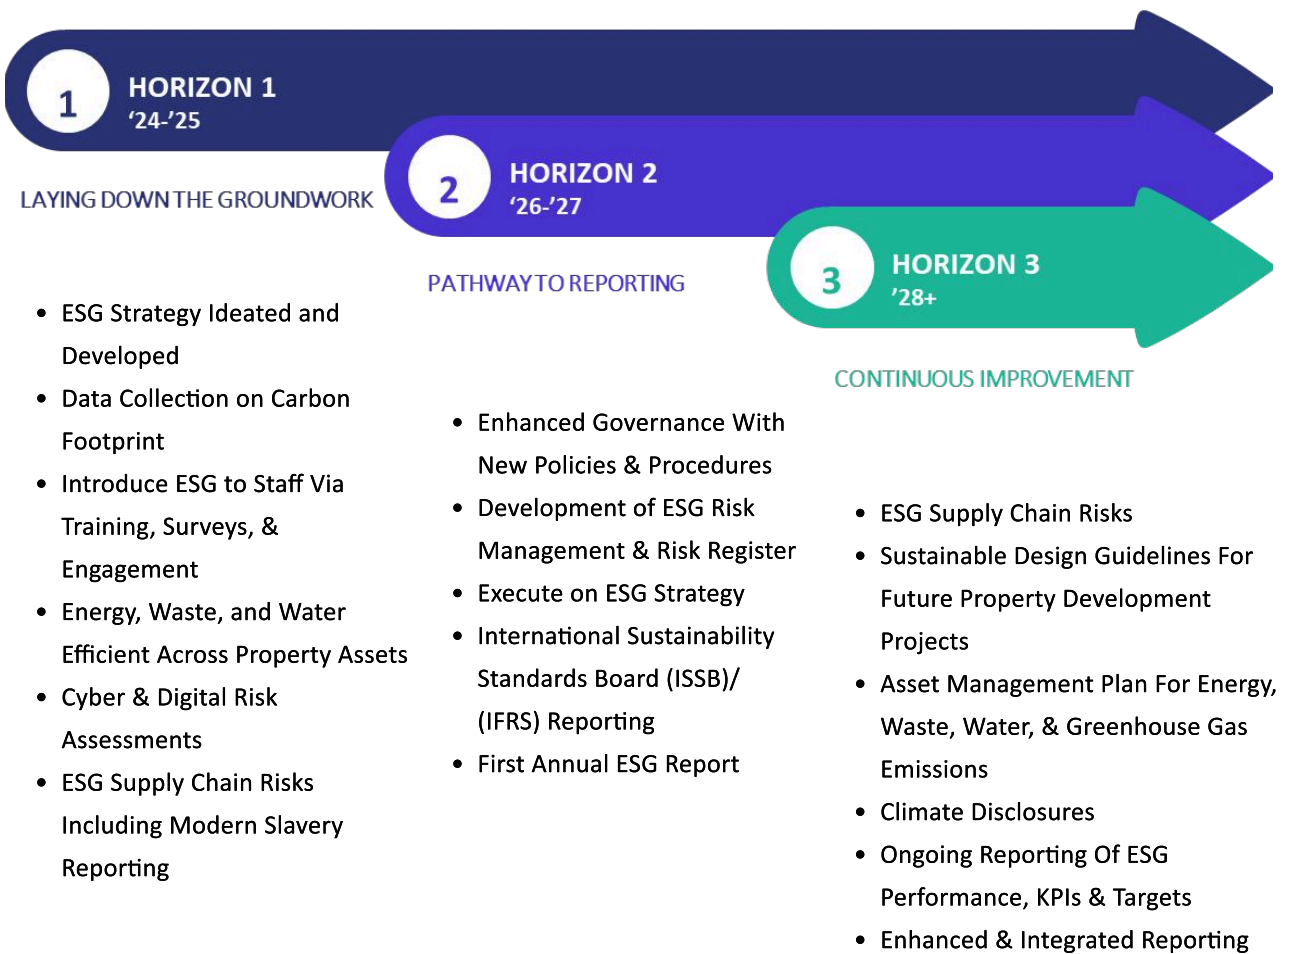 1
HORIZON 1
‘24-’25
LAYING DOWN THE GROUNDWORK
• ESG Strategy Ideated and
Developed
• Data Collection on Carbon
Footprint
• Introduce ESG to Staff Via
Training, Surveys, &
Engagement
• Energy, Waste, and Water
Efficient Across Property Assets
• Cyber & Digital Risk
Assessments
• ESG Supply Chain Risks
Including Modern Slavery
Reporting
2
HORIZON 2
‘26-’27
PATHWAY TO REPORTING
• Enhanced Governance With
New Policies & Procedures
• Development of ESG Risk
Management & Risk Register
• Execute on ESG Strategy
• International Sustainability
Standards Board (ISSB)/
(IFRS) Reporting
• First Annual ESG Report
3
HORIZON 3
’28+
CONTINUOUS IMPROVEMENT
• ESG Supply Chain Risks
• Sustainable Design Guidelines For
Future Property Development
Projects
• Asset Management Plan For Energy,
Waste, Water, & Greenhouse Gas
Emissions
• Climate Disclosures
• Ongoing Reporting Of ESG
Performance, KPIs & Targets
• Enhanced & Integrated Reporting